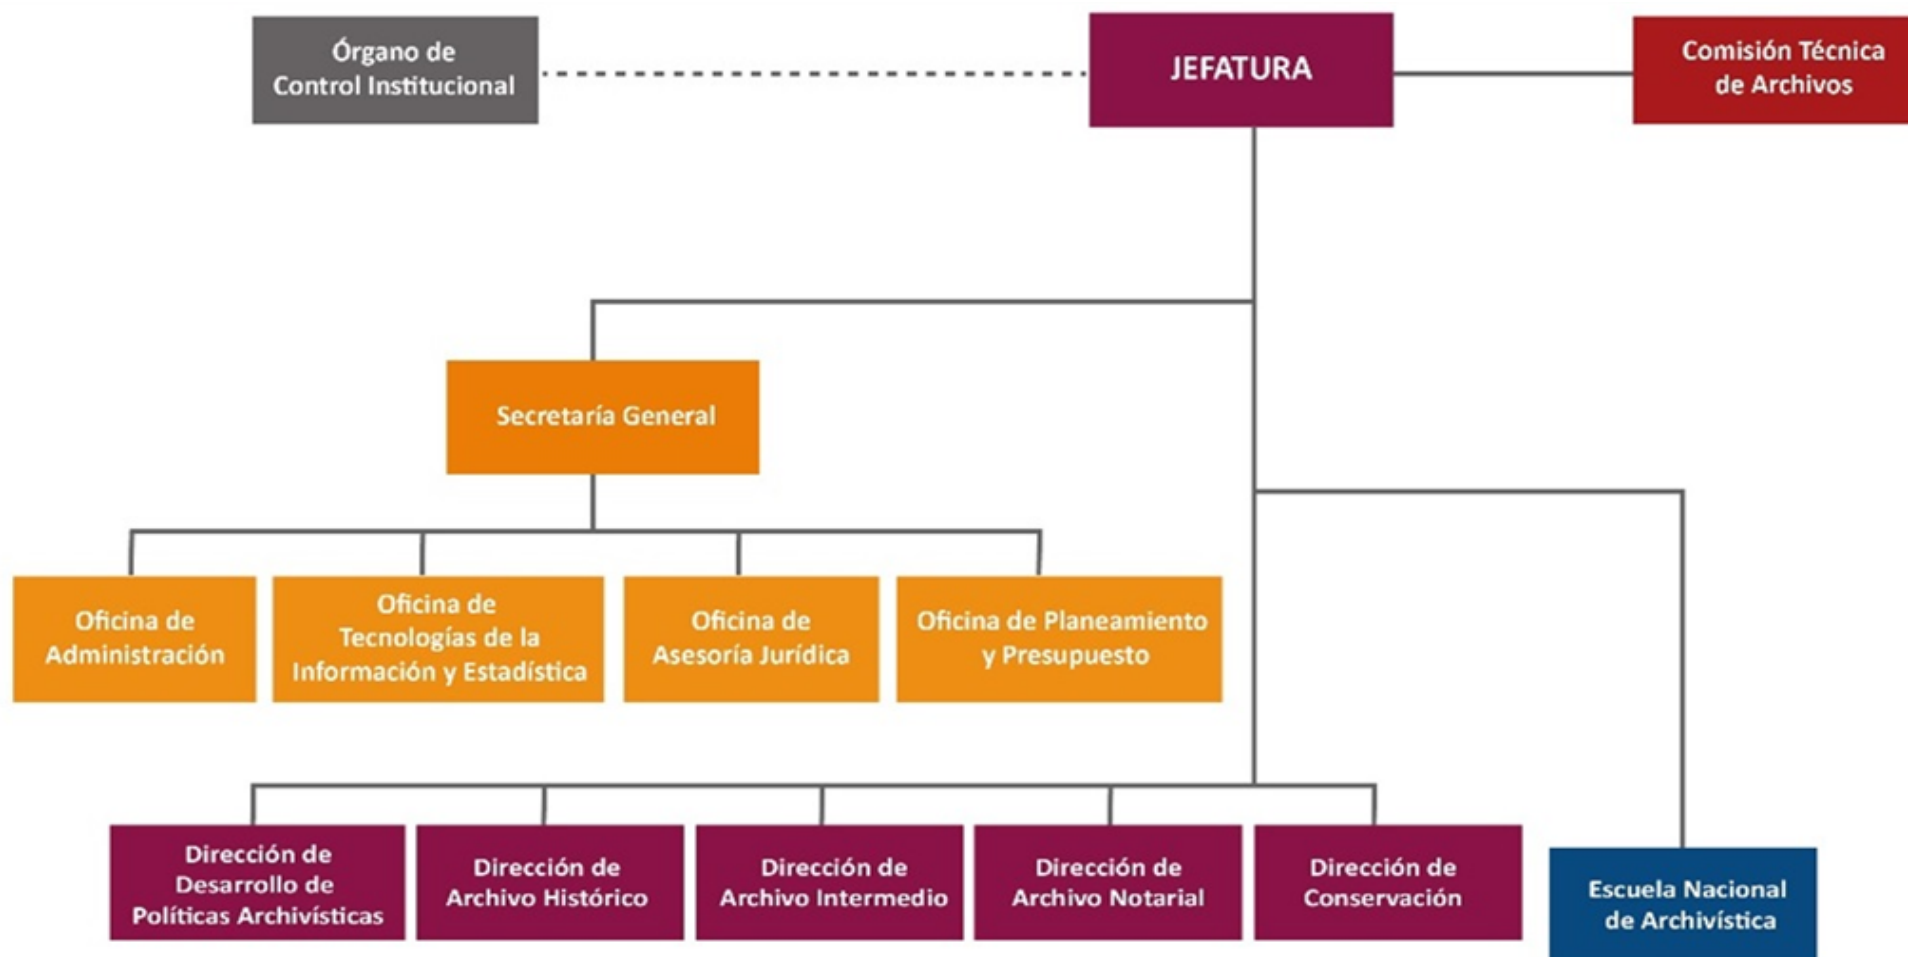 Órgano de
Control Institucional
JEFATURA
Comisión Técnica
de Archivos
Secretaría General
Oficina de
Administración
Oficina de
Tecnologías de la
Información y Estadística
Oficina de
Asesoría Jurídica
Oficina de Planeamiento
y Presupuesto
Dirección de
Desarrollo de
Políticas Archivísticas
Dirección de
Archivo Histórico
Dirección de
Archivo Intermedio
Dirección de
Archivo Notarial
Dirección de
Conservación
Escuela Nacional
de Archivística